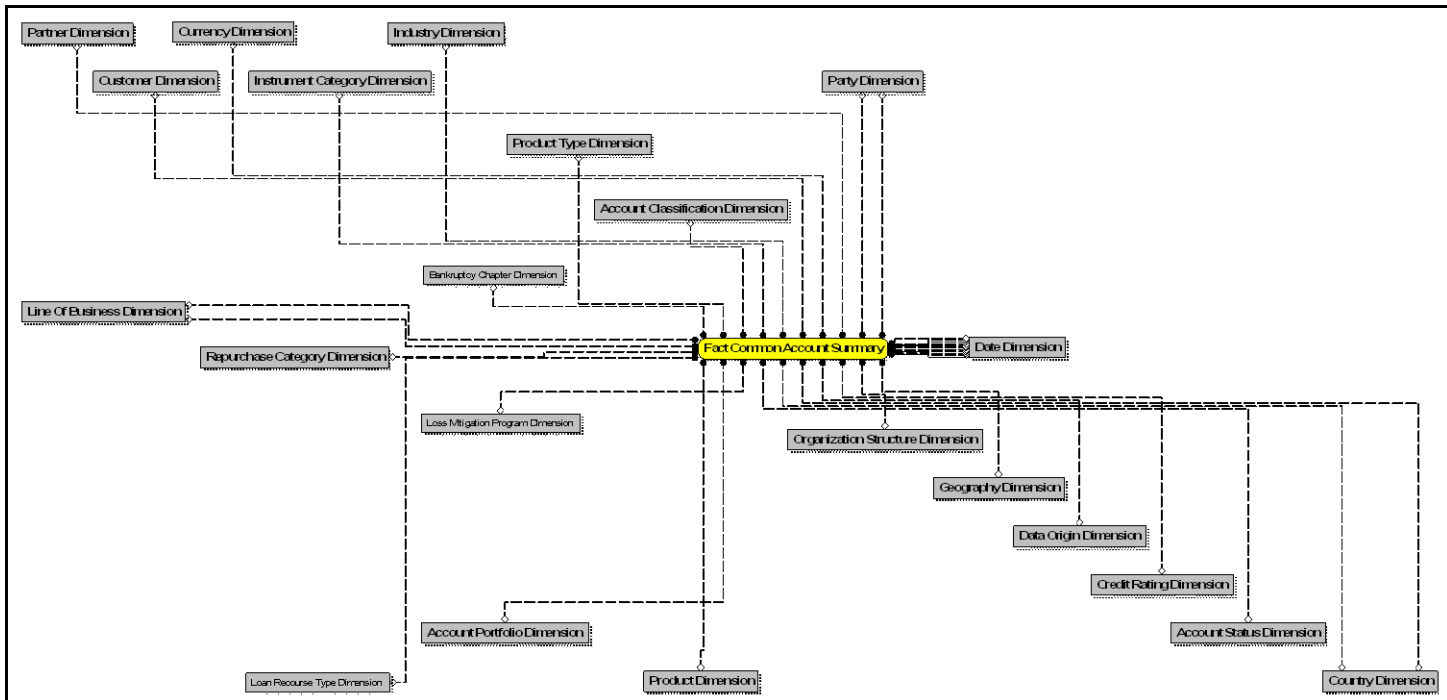 Partner Dimension
Currency Dimension
Industry Dimension
Customer Dimension
Instrument Category Dimension
Party Dimension
Product Type Dimension
Account Classification Dimension
Bankruptcy Chapter Dimension
Line Of Business Dimension
Repurchase Category Dimension
Fact Common Account Summary
Date Dimension
Loss Mitigation Program Dimension
Organization Structure Dimension
Geography Dimension
Data Origin Dimension
Credit Rating Dimension
Account Portfolio Dimension
Account Status Dimension
Loan Recourse Type Dimension
Product Dimension
Country Dimension